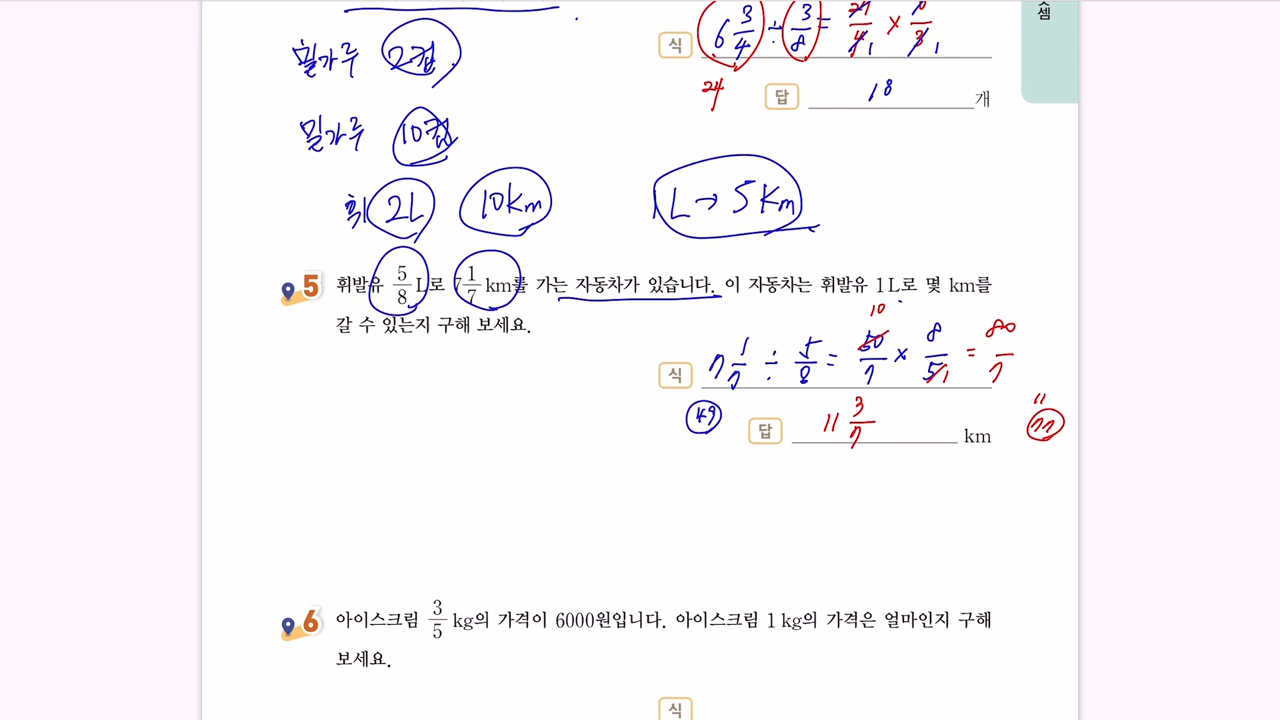 셈
밀가루 2컵
식 6 3/4 ÷ 3/8 = 27/4 1 × 8/3 1
24
답 18 개
밀가루 10컵
휘 2L 10Km 1L → 5Km
5 휘발유 5/8 L로 7 1/7 km를 가는 자동차가 있습니다. 이 자동차는 휘발유 1L로 몇 km를
갈 수 있는지 구해 보세요.
10
식 7 1/7 ÷ 5/8 = 50/7 × 8/5 1 = 80/7
49
답 11 3/7 km
11
77
6 아이스크림 3/5 kg의 가격이 6000원입니다. 아이스크림 1 kg의 가격은 얼마인지 구해
보세요.
식